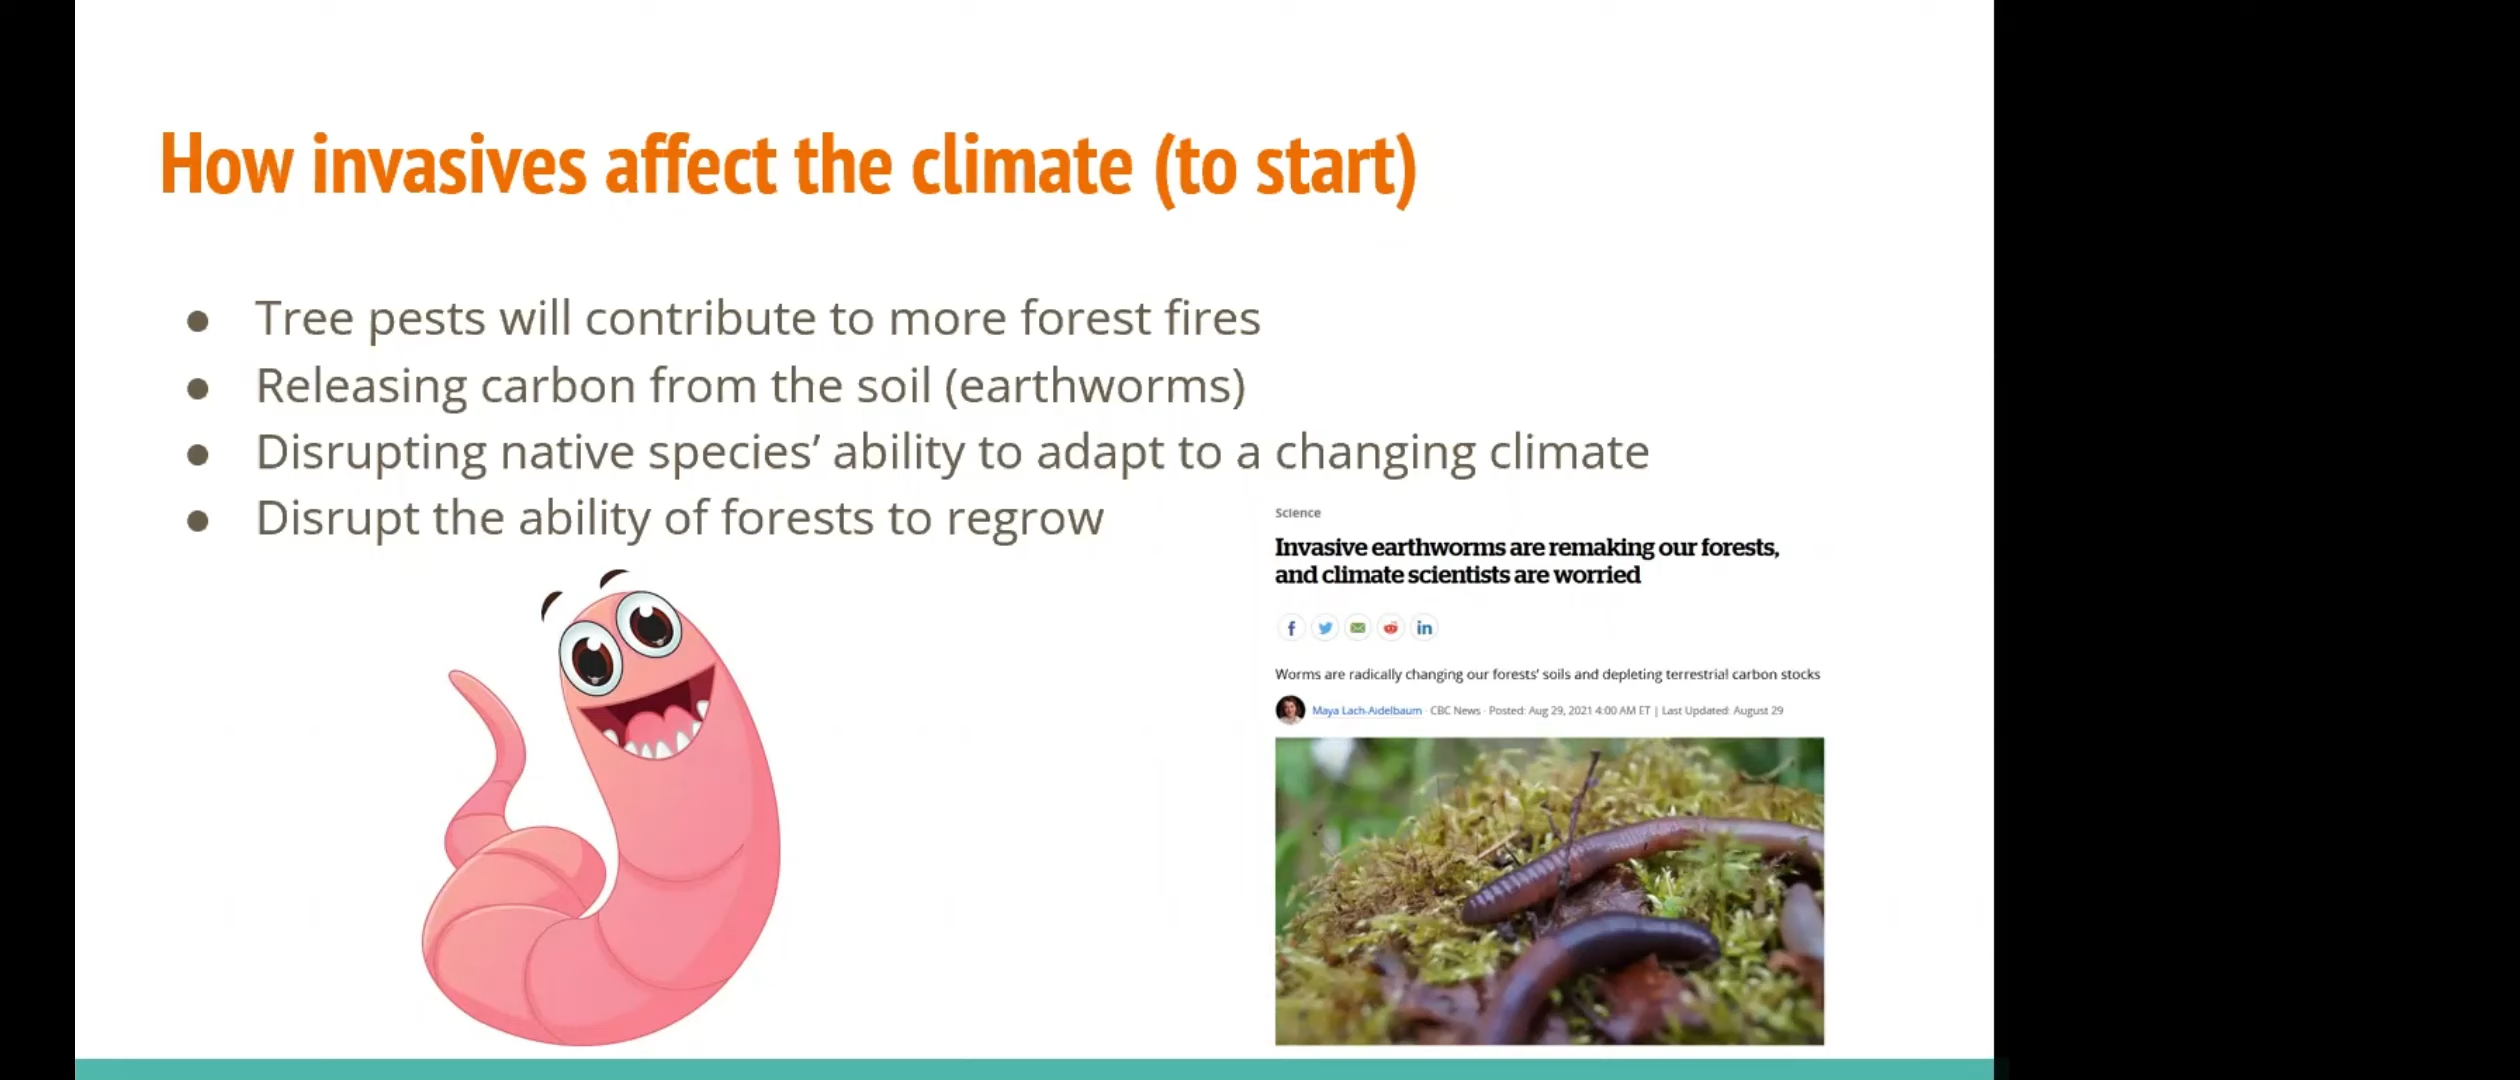 How invasives affect the climate (to start)
● Tree pests will contribute to more forest fires
● Releasing carbon from the soil (earthworms)
● Disrupting native species’ ability to adapt to a changing climate
● Disrupt the ability of forests to regrow
Science
Invasive earthworms are remaking our forests,
and climate scientists are worried
Worms are radically changing our forests' soils and depleting terrestrial carbon stocks
Maya Lach-Aidelbaum · CBC News · Posted: Aug 29, 2021 4:00 AM ET | Last Updated: August 29